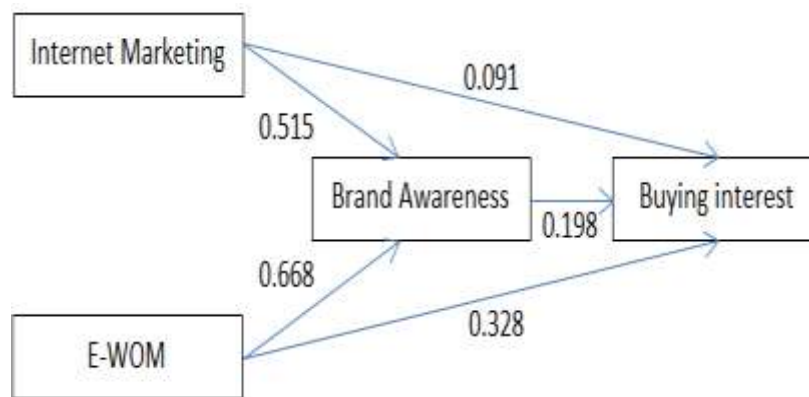 Internet Marketing
0.091
0.515
Brand Awareness
Buying interest
0.198
0.668
0.328
E-WOM